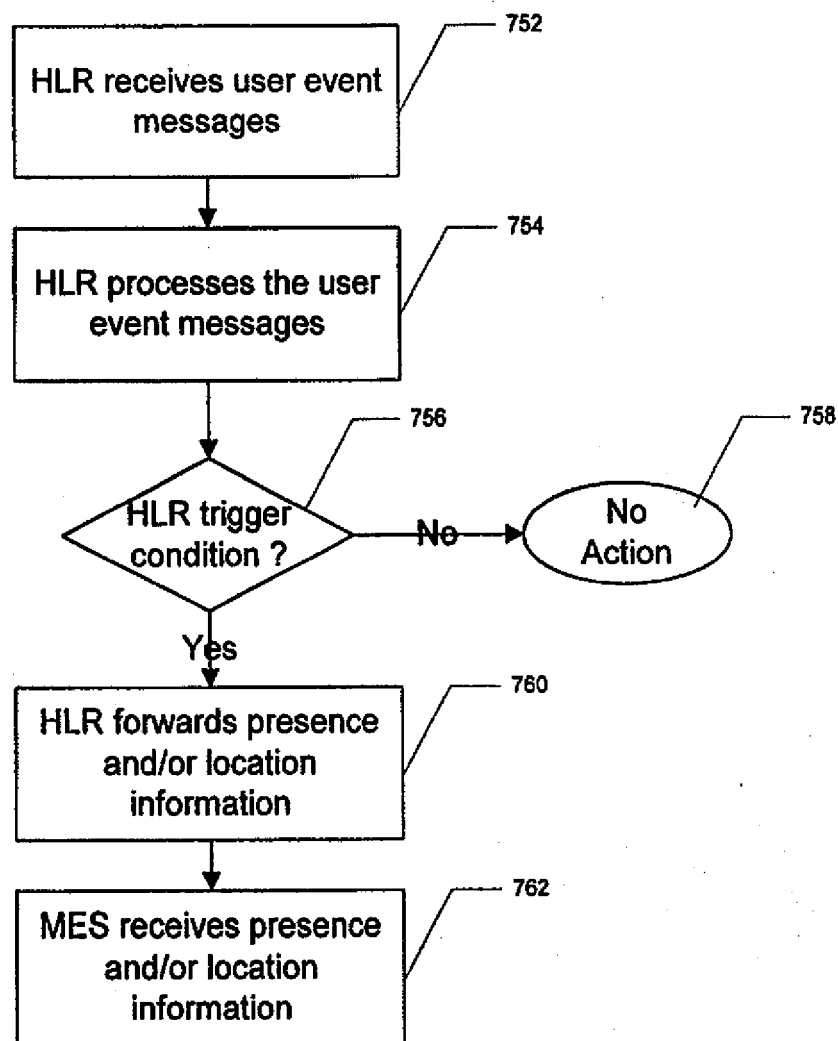 752
HLR receives user event
messages
754
HLR processes the user
event messages
756
758
HLR trigger
condition ?
No
No
Action
Yes
760
HLR forwards presence
and/or location
information
762
MES receives presence
and/or location
information